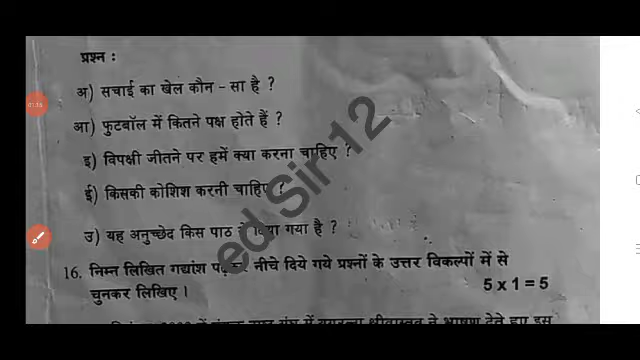 प्रश्न :
अ) सचाई का खेल कौन - सा है ?
आ) फुटबॉल में कितने पक्ष होते हैं ?
इ) विपक्षी जीतने पर हमें क्या करना चाहिए ?
ई) किसकी कोशिश करनी चाहिए ?
उ) यह अनुच्छेद किस पाठ से लिया गया है ?
16. निम्न लिखित गद्यांश पढ़कर नीचे दिये गये प्रश्नों के उत्तर विकल्पों में से
चुनकर लिखिए । 5 x 1 = 5
ed Sir 12